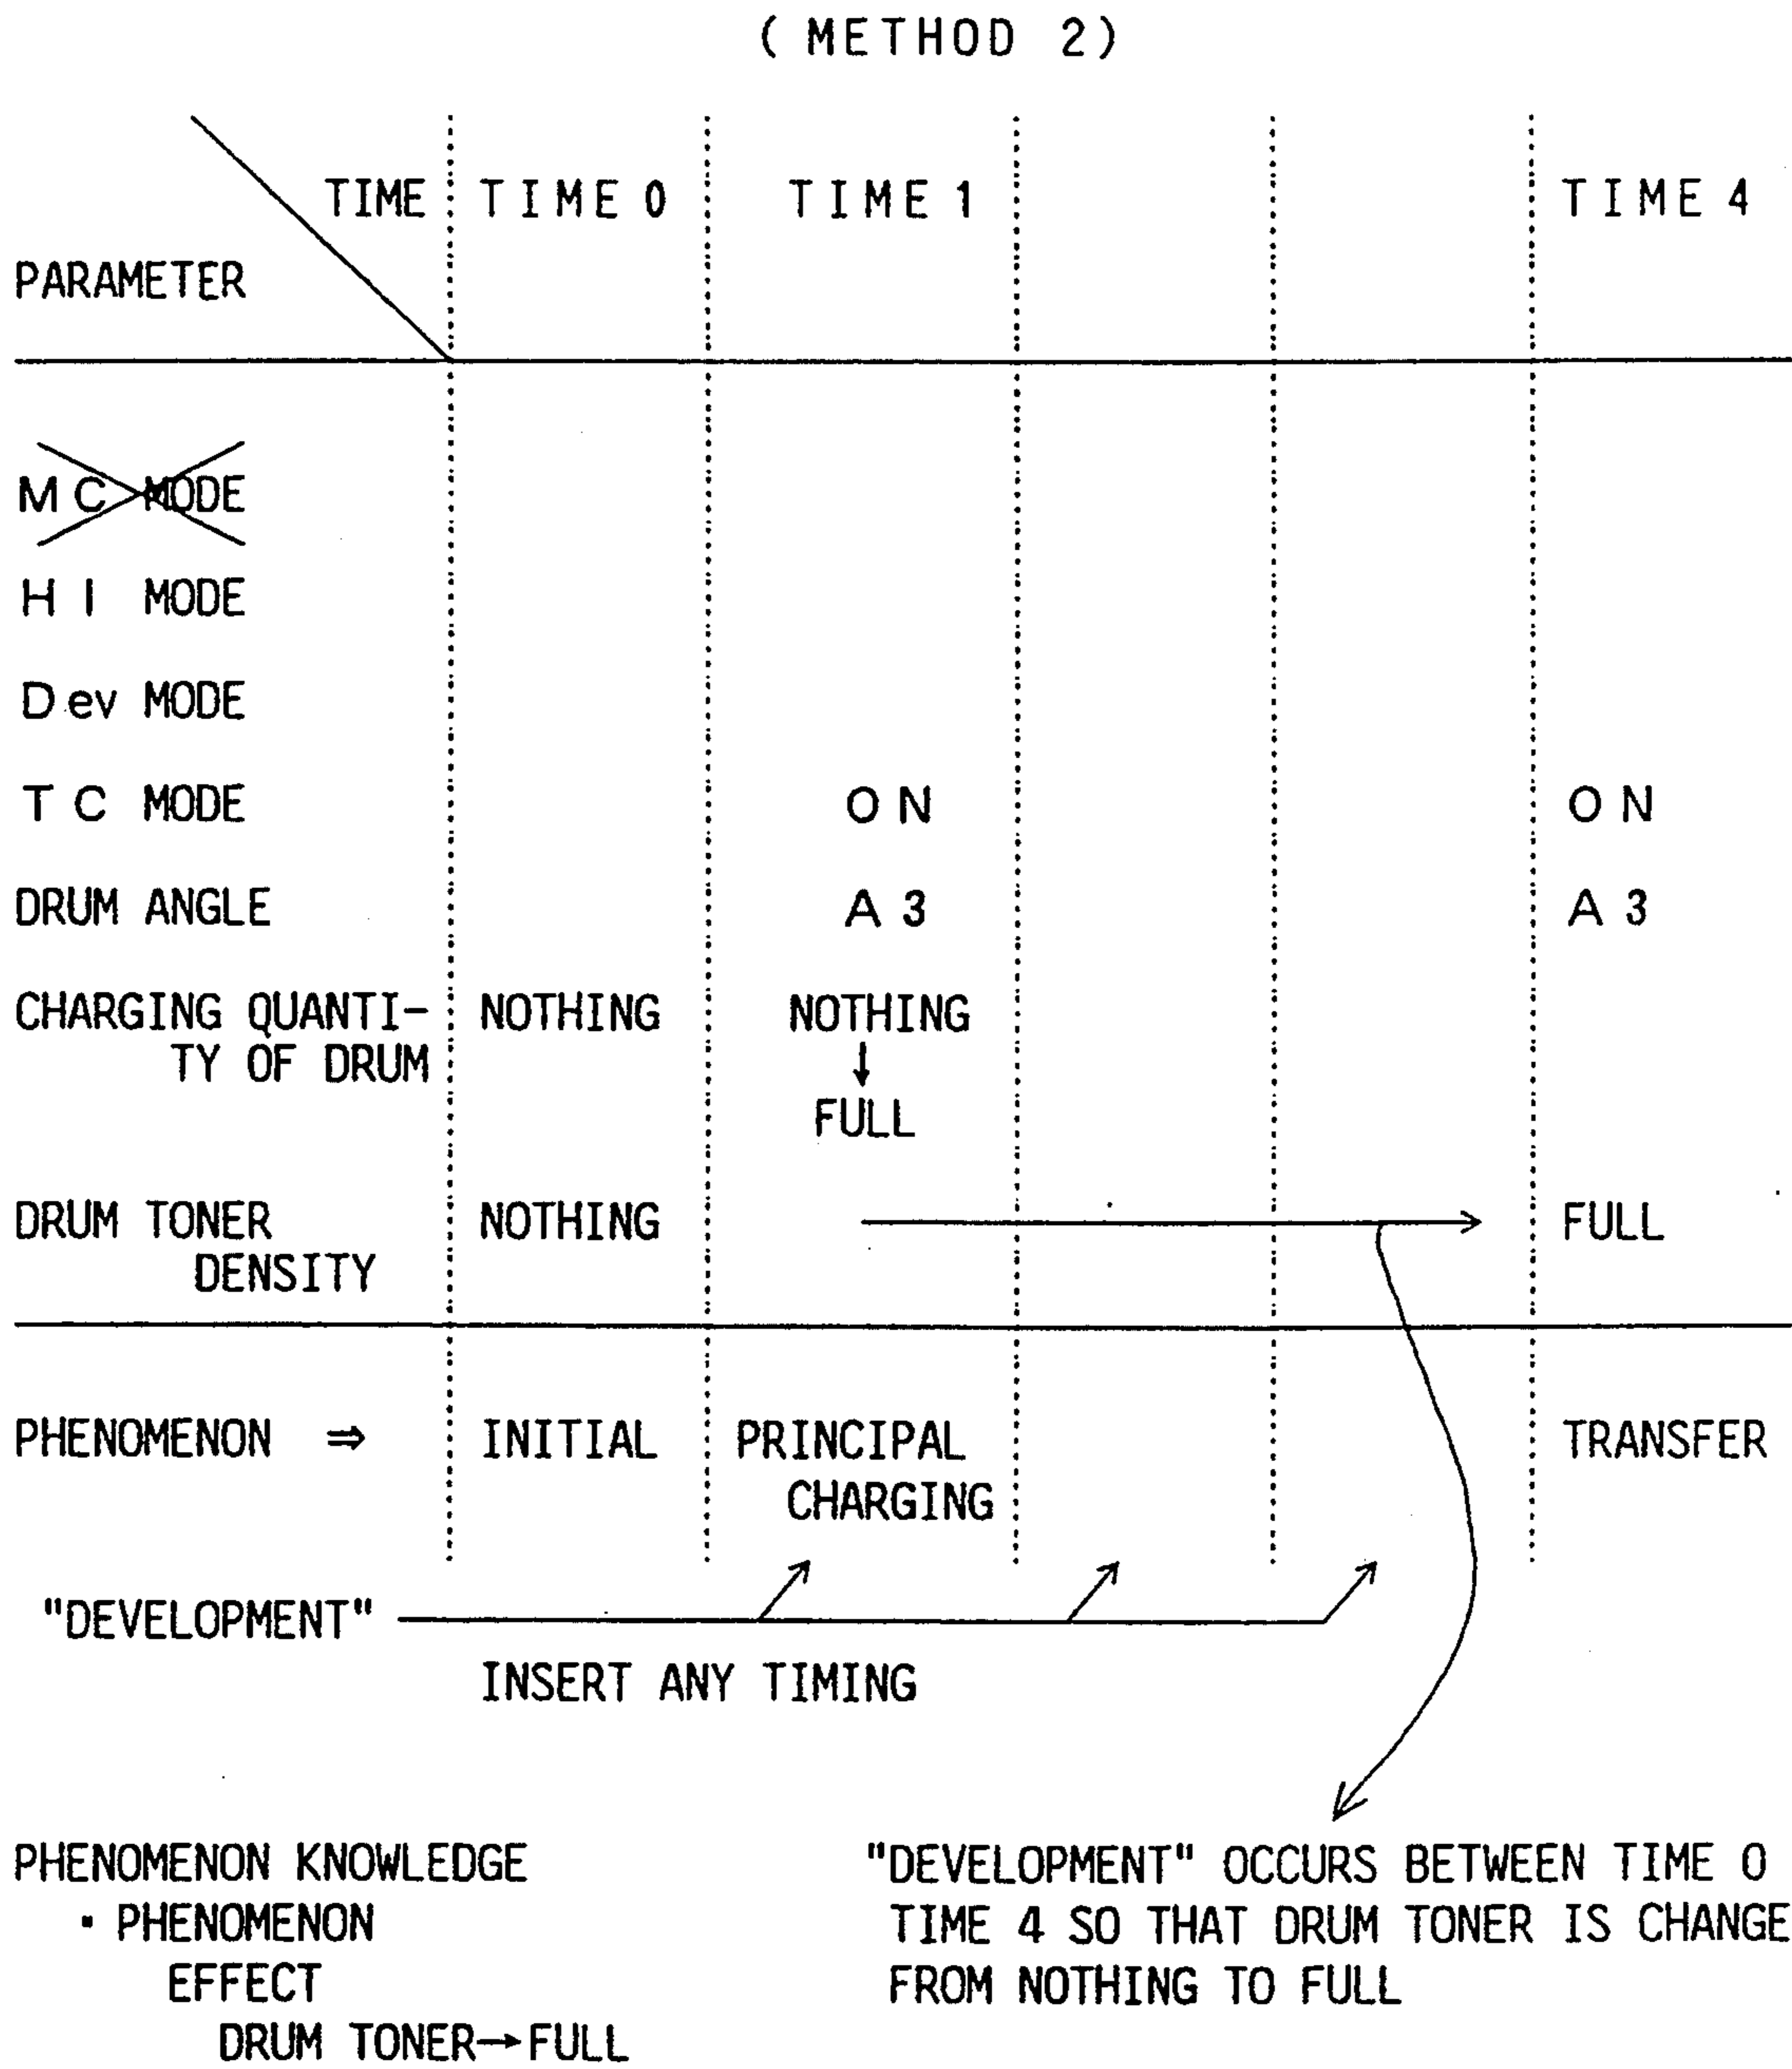 ( METHOD 2)
TIME TIME 0 TIME 1 TIME 4
PARAMETER
MC MODE
HI MODE
Dev MODE
TC MODE ON ON
DRUM ANGLE A3 A3
CHARGING QUANTI- NOTHING NOTHING
TY OF DRUM ↓
FULL
DRUM TONER NOTHING FULL
DENSITY
PHENOMENON ⇒ INITIAL PRINCIPAL TRANSFER
CHARGING
"DEVELOPMENT"
INSERT ANY TIMING
PHENOMENON KNOWLEDGE "DEVELOPMENT" OCCURS BETWEEN TIME 0
▪ PHENOMENON TIME 4 SO THAT DRUM TONER IS CHANGE
EFFECT FROM NOTHING TO FULL
DRUM TONER→FULL